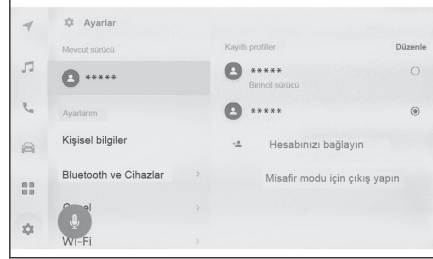 Ayarlar
Mevcut sürücü
*****
Ayarlarım
Kişisel bilgiler
Bluetooth ve Cihazlar
Wi-Fi
Kayıtlı profiller
Düzenle
*****
Birincil sürücü
*****
Hesabınızı bağlayın
Misafir modu için çıkış yapın